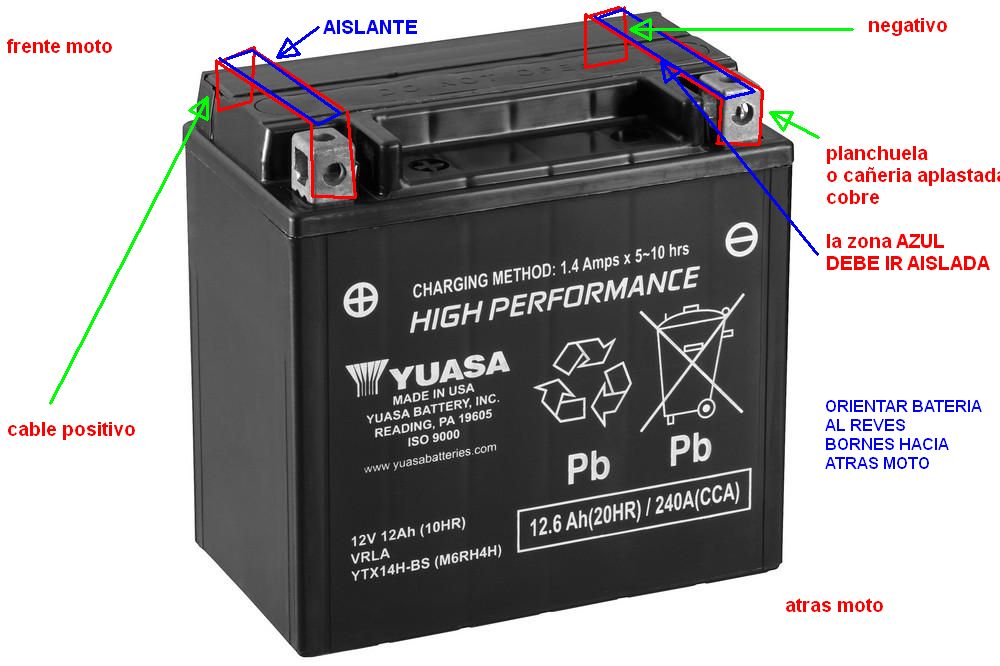 frente moto
AISLANTE
negativo
planchuela
o cañeria aplastada
cobre
la zona AZUL
DEBE IR AISLADA
cable positivo
CHARGING METHOD: 1.4 Amps x 5~10 hrs
HIGH PERFORMANCE
YUASA
MADE IN USA
YUASA BATTERY, INC.
READING, PA 19605
ISO 9000
www.yuasabatteries.com
Pb
Pb
12.6 Ah(20HR) / 240A(CCA)
12V 12Ah (10HR)
VRLA
YTX14H-BS (M6RH4H)
ORIENTAR BATERIA
AL REVES
BORNES HACIA
ATRAS MOTO
atras moto